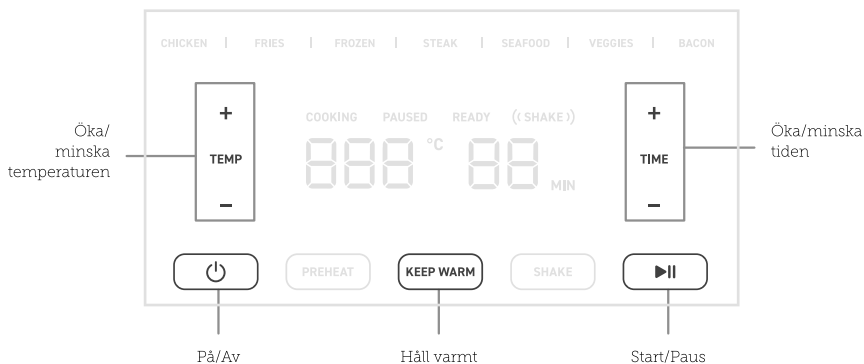 CHICKEN | FRIES | FROZEN | STEAK | SEAFOOD | VEGGIES | BACON
+
TEMP
–
COOKING PAUSED READY ((SHAKE))
888 °C 88 MIN
+
TIME
–
Öka/
minska
temperaturen
Öka/minska
tiden
PREHEAT KEEP WARM SHAKE
På/Av Håll varmt Start/Paus